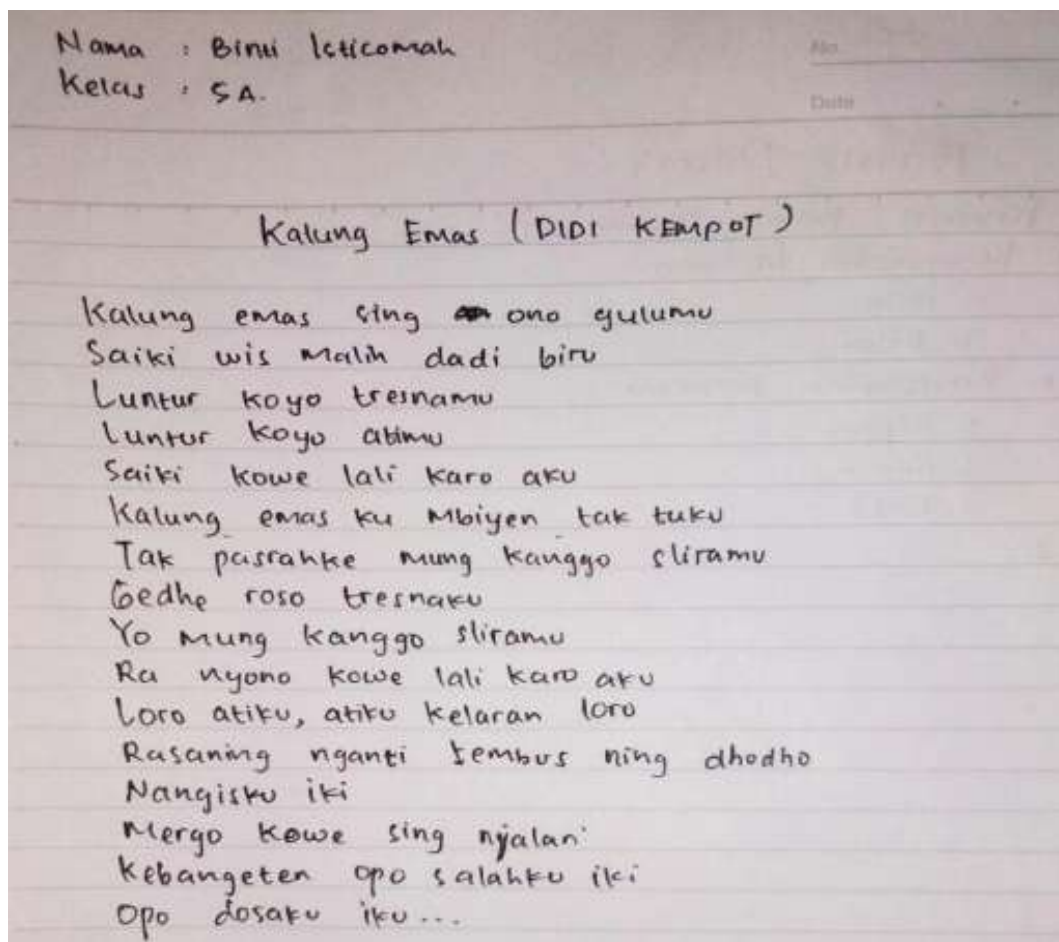 Nama : Binti Isticomah
No.
Kelas : 5A.
Date
Kalung Emas (DIDI KEMPOT)
Kalung emas sing ono gulumu
Saiki wis malih dadi biru
Luntur koyo tresnamu
Luntur koyo atimu
Saiki kowe lali karo aku
Kalung emas ku Mbiyen tak tuku
Tak pasrahke mung kanggo sliramu
Gedhe roso tresnaku
Yo mung kanggo sliramu
Ra nyono kowe lali karo aku
Loro atiku, atiku kelaran loro
Rasaning nganti tembus ning dhodho
Nangisku iki
Mergo kowe sing njalari
Kebangeten opo salahku iki
Opo dosaku iku...